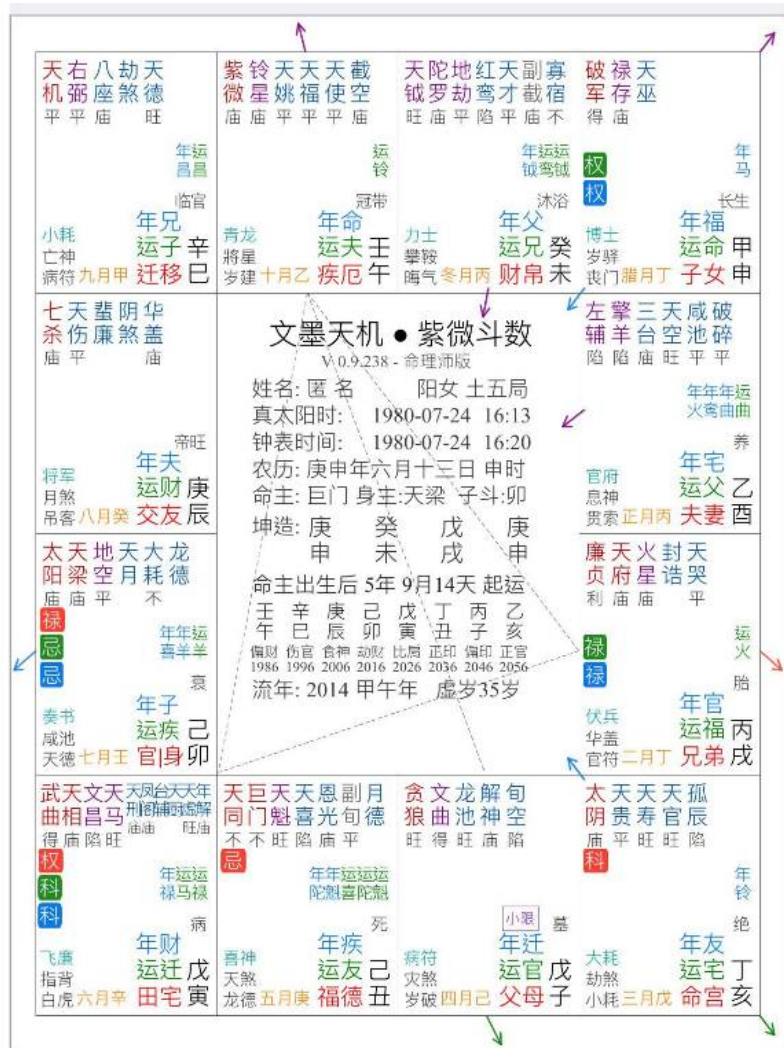 天右八劫天
机弼座煞德
平平庙 旺
年运
昌昌
临官
小耗
亡神
病符 九月甲
年兄
运子 辛
迁移 巳
紫铃天天天截
微星姚福使空
庙庙平平平庙
运
铃
冠带
青龙
将星
岁建 十月乙
年命
运夫 壬
疾厄 午
天陀地红天副寡
钺罗劫鸾才截宿
旺庙平陷平庙不
年运运
钺鸾钺
沐浴
力士
攀鞍
晦气 冬月丙
年父
运兄 癸
财帛 未
破禄天
军存巫
得庙
权
权
年
马
长生
博士
岁驿
丧门 腊月丁
年福
运命 甲
子女 申
七天蜚阴华
杀伤廉煞盖
庙平 庙
帝旺
将军
月煞
吊客 八月癸
年夫
运财 庚
交友 辰
文墨天机 ● 紫微斗数
V 0.9.238 - 命理师版
姓名: 匿 名 阳女 土五局
真太阳时: 1980-07-24 16:13
钟表时间: 1980-07-24 16:20
农历: 庚申年六月十三日 申时
命主: 巨门 身主:天梁 子斗:卯
坤造: 庚 癸 戊 庚
申 未 戌 申
命主出生后 5年 9月14天 起运
壬 辛 庚 己 戊 丁 丙 乙
午 巳 辰 卯 寅 丑 子 亥
偏财 伤官 食神 劫财 比肩 正印 偏印 正官
1986 1996 2006 2016 2026 2036 2046 2056
流年: 2014 甲午年 虚岁35岁
左擎三天咸破
辅羊台空池碎
陷陷庙旺平平
年年年运
火鸾曲曲
养
官府
息神
贯索 正月丙
年宅
运父 乙
夫妻 酉
太天地天大龙
阳梁空月耗德
庙庙平 不
禄
忌
忌
年年运
喜羊羊
衰
奏书
咸池
天德 七月壬
年子
运疾 己
官|身 卯
廉天火封天
贞府星诰哭
利庙庙 平
禄
禄
运
火
胎
伏兵
华盖
官符 二月丁
年官
运福 丙
兄弟 戌
武天文天天凤台天天年
曲相昌马刑阁辅 虚解
得庙陷旺庙庙 旺庙
权
科
科
年运运
禄马禄
病
飞廉
指背
白虎 六月辛
年财
运迁 戊
田宅 寅
天巨天天恩副月
同门魁喜光旬德
不不旺陷庙平
忌
年年运运运
陀魁喜陀魁
死
喜神
天煞
龙德 五月庚
年疾
运友 己
福德 丑
贪文龙解旬
狼曲池神空
旺得旺庙陷
小限
墓
病符
灾煞
岁破 四月己
年迁
运官 戊
父母 子
太天天天孤
阴贵寿官辰
庙平旺旺陷
科
年
铃
绝
大耗
劫煞
小耗 三月戊
年友
运宅 丁
命宫 亥